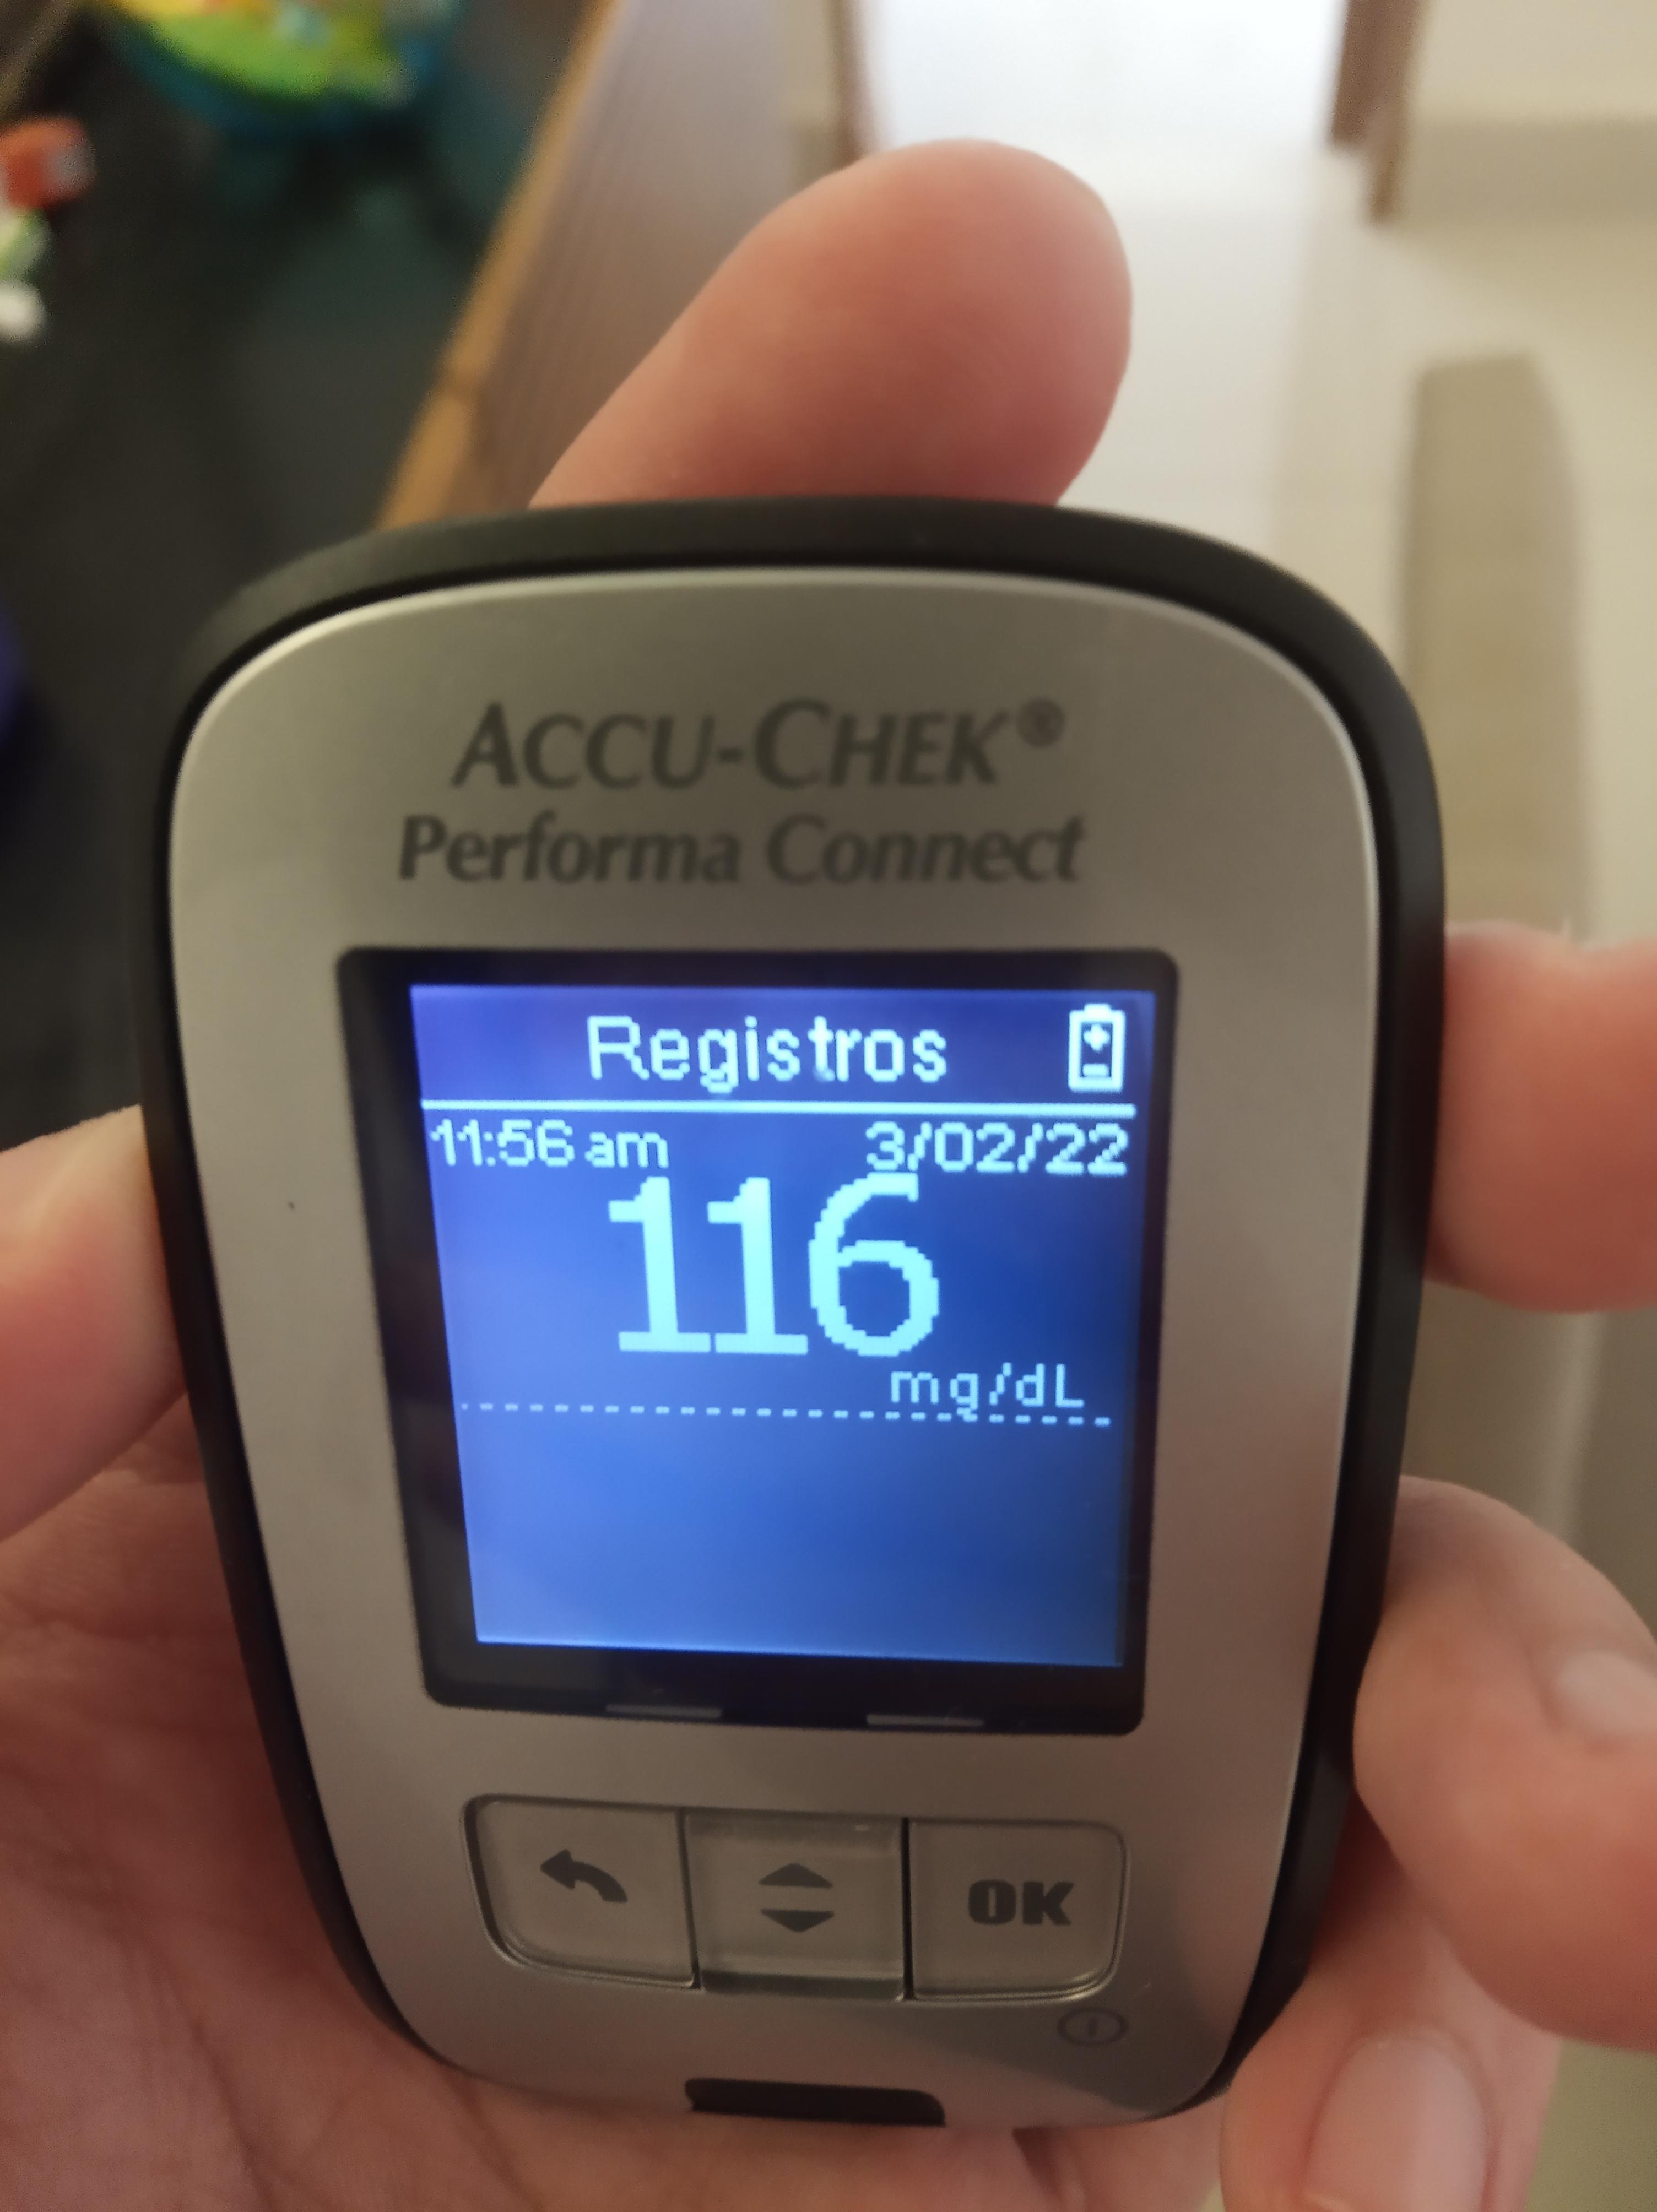 ACCU-CHEK®
Performa Connect
Registros
11:56 am 3/02/22
116
mg/dL
OK